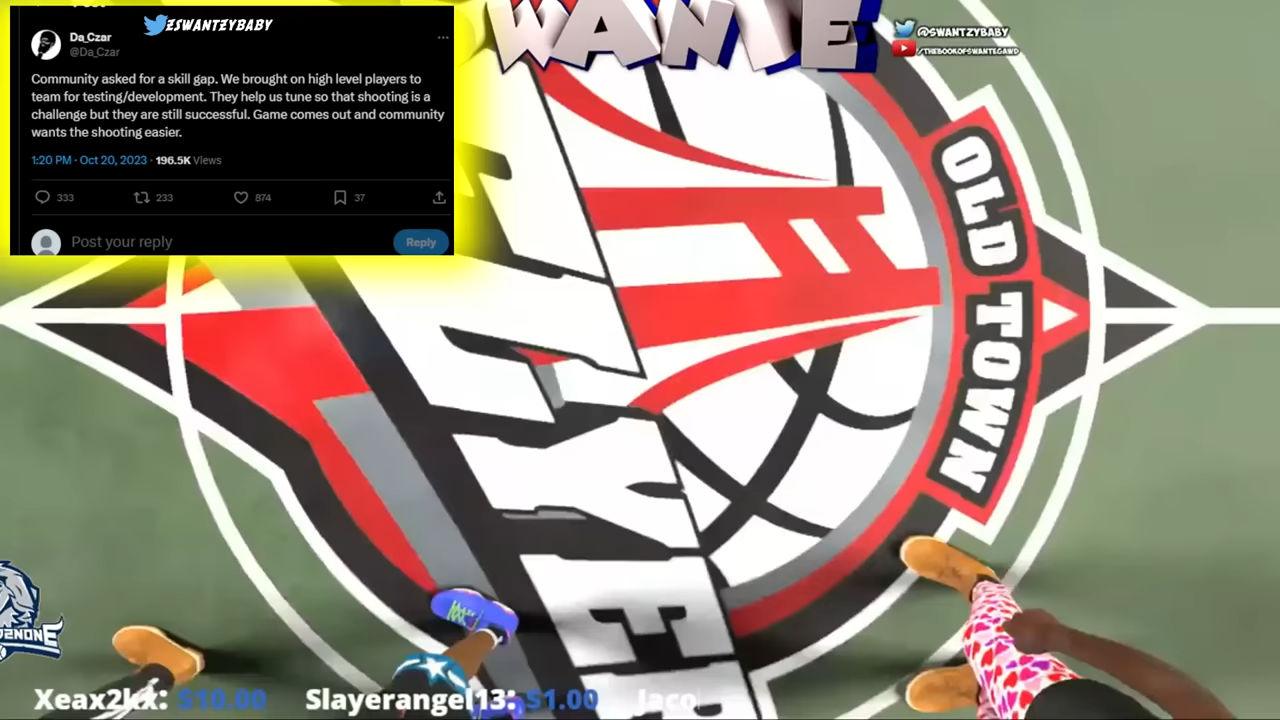 ZSWANTZYBABY
Da_Czar
@Da_Czar
Community asked for a skill gap. We brought on high level players to
team for testing/development. They help us tune so that shooting is a
challenge but they are still successful. Game comes out and community
wants the shooting easier.
1:20 PM · Oct 20, 2023 · 196.5K Views
333 233 874 37
Post your reply
Reply
WANTE
@SWANTZYBABY
/THEBOOKOFSWANTEGAWD
OLD TOWN
Xeax2kx: $10.00 Slayerangel13: $1.00 Jaco